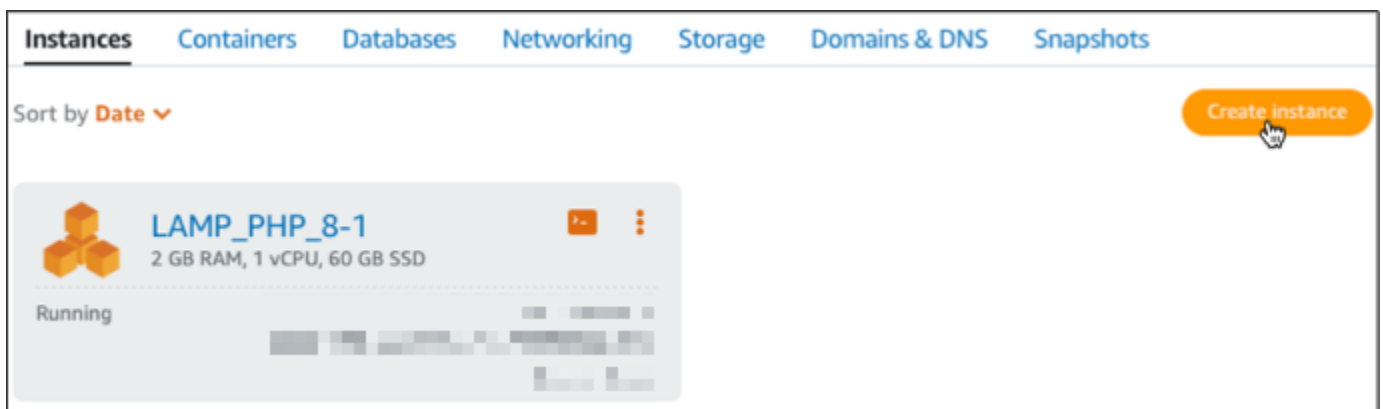 Instances Containers Databases Networking Storage Domains & DNS Snapshots
Sort by Date
Create instance
LAMP_PHP_8-1
2 GB RAM, 1 vCPU, 60 GB SSD
Running